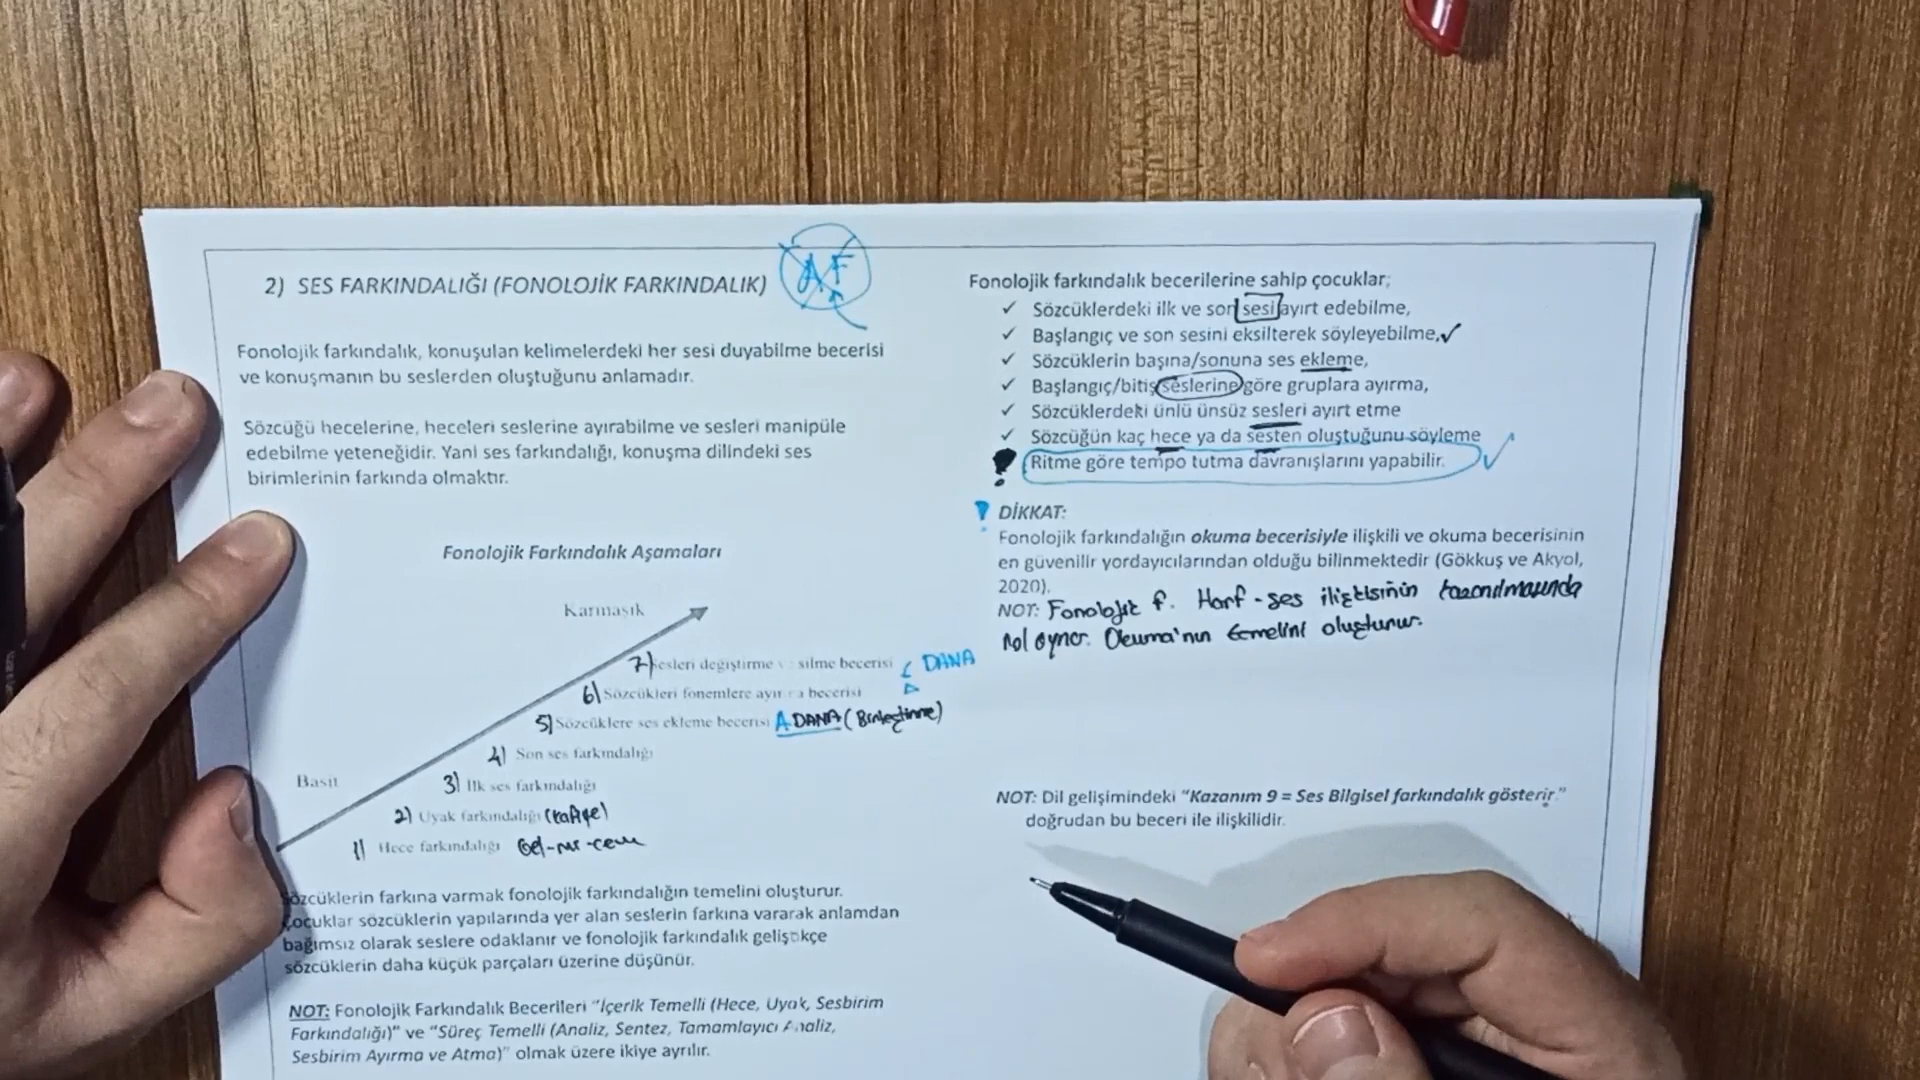 2) SES FARKINDALIĞI (FONOLOJİK FARKINDALIK)
AF
Fonolojik farkındalık, konuşulan kelimelerdeki her sesi duyabilme becerisi
ve konuşmanın bu seslerden oluştuğunu anlamadır.
Sözcüğü hecelerine, heceleri seslerine ayırabilme ve sesleri manipüle
edebilme yeteneğidir. Yani ses farkındalığı, konuşma dilindeki ses
birimlerinin farkında olmaktır.
Fonolojik Farkındalık Aşamaları
Karmaşık
7) Sesleri değiştirme silme becerisi DANA
6) Sözcükleri fonemlere ayırma becerisi
5) Sözcüklere ses ekleme becerisi ADANA (Birleştirme)
4) Son ses farkındalığı
Basit
3) İlk ses farkındalığı
2) Uyak farkındalığı (kafiye)
1) Hece farkındalığı
Sözcüklerin farkına varmak fonolojik farkındalığın temelini oluşturur.
Çocuklar sözcüklerin yapılarında yer alan seslerin farkına vararak anlamdan
bağımsız olarak seslere odaklanır ve fonolojik farkındalık geliştikçe
sözcüklerin daha küçük parçaları üzerine düşünür.
NOT: Fonolojik Farkındalık Becerileri "İçerik Temelli (Hece, Uyak, Sesbirim
Farkındalığı)" ve "Süreç Temelli (Analiz, Sentez, Tamamlayıcı Analiz,
Sesbirim Ayırma ve Atma)" olmak üzere ikiye ayrılır.
Fonolojik farkındalık becerilerine sahip çocuklar;
✓ Sözcüklerdeki ilk ve son sesi ayırt edebilme,
✓ Başlangıç ve son sesini eksilterek söyleyebilme, ✓
✓ Sözcüklerin başına/sonuna ses ekleme,
✓ Başlangıç/bitiş seslerine göre gruplara ayırma,
✓ Sözcüklerdeki ünlü ünsüz sesleri ayırt etme
✓ Sözcüğün kaç hece ya da sesten oluştuğunu söyleme
! Ritme göre tempo tutma davranışlarını yapabilir. ✓
! DİKKAT:
Fonolojik farkındalığın okuma becerisiyle ilişkili ve okuma becerisinin
en güvenilir yordayıcılarından olduğu bilinmektedir (Gökkuş ve Akyol,
2020).
NOT: Fonolojik f. Harf-ses ilişkisinin kazanılmasında
rol oynar. Okuma'nın temelini oluşturur.
NOT: Dil gelişimindeki "Kazanım 9 = Ses Bilgisel farkındalık gösterir."
doğrudan bu beceri ile ilişkilidir.